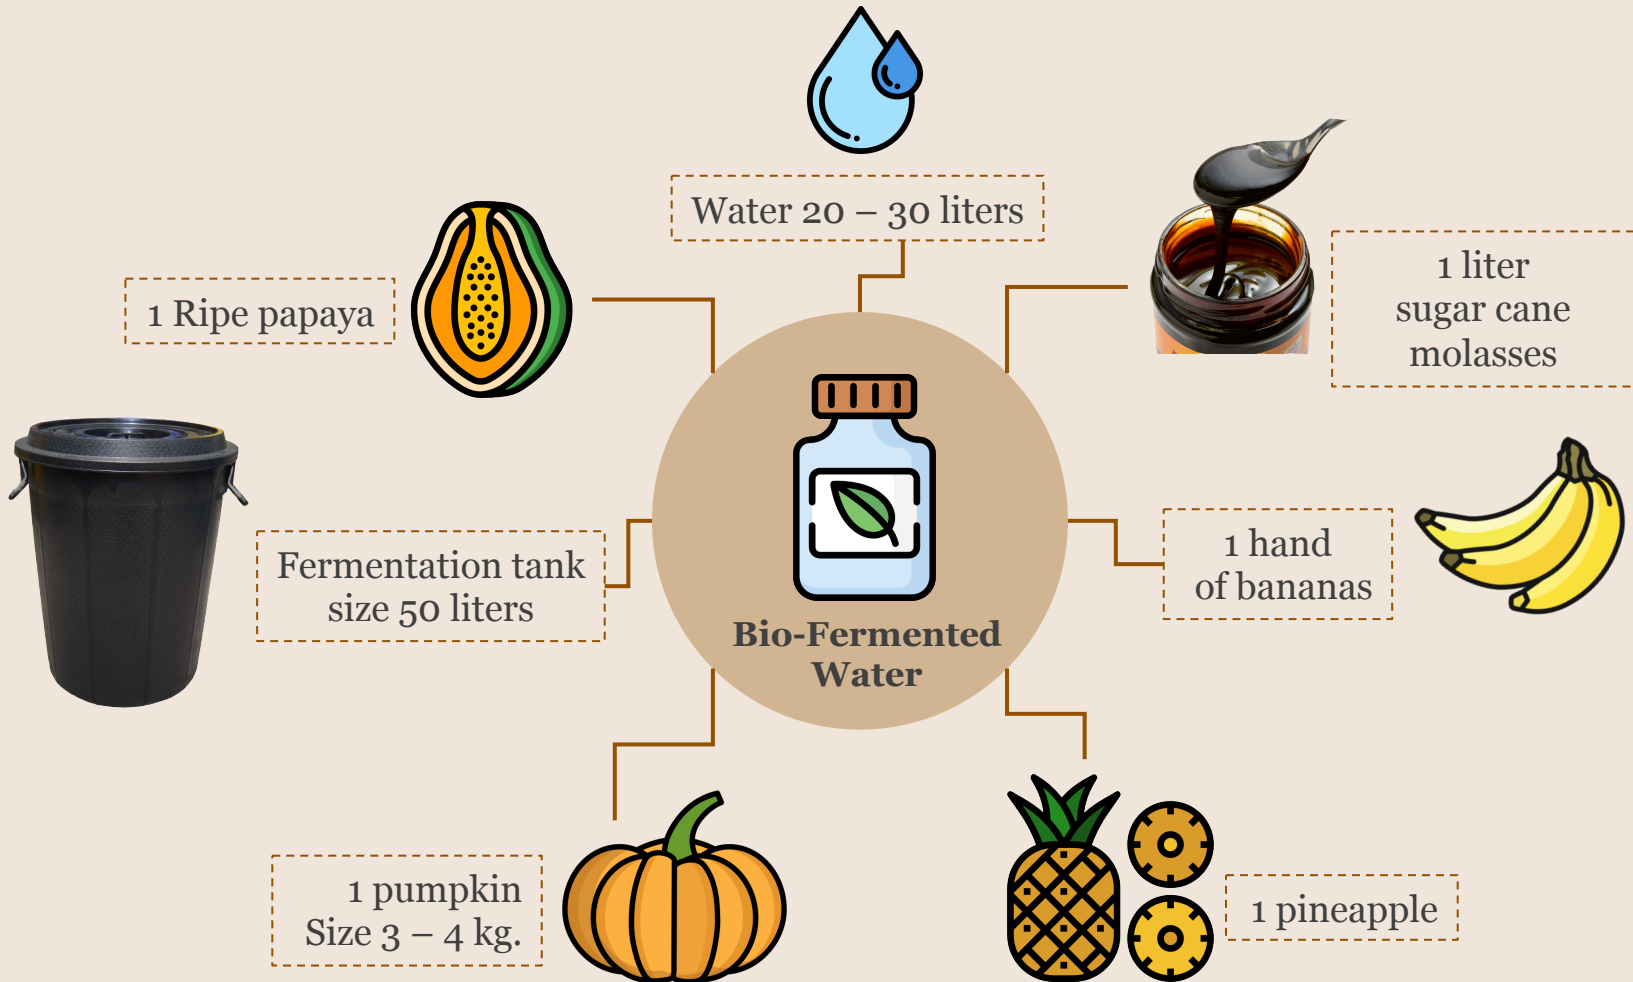 Water 20 – 30 liters
1 Ripe papaya
1 liter
sugar cane
molasses
Fermentation tank
size 50 liters
1 hand
of bananas
Bio-Fermented
Water
1 pumpkin
Size 3 – 4 kg.
1 pineapple